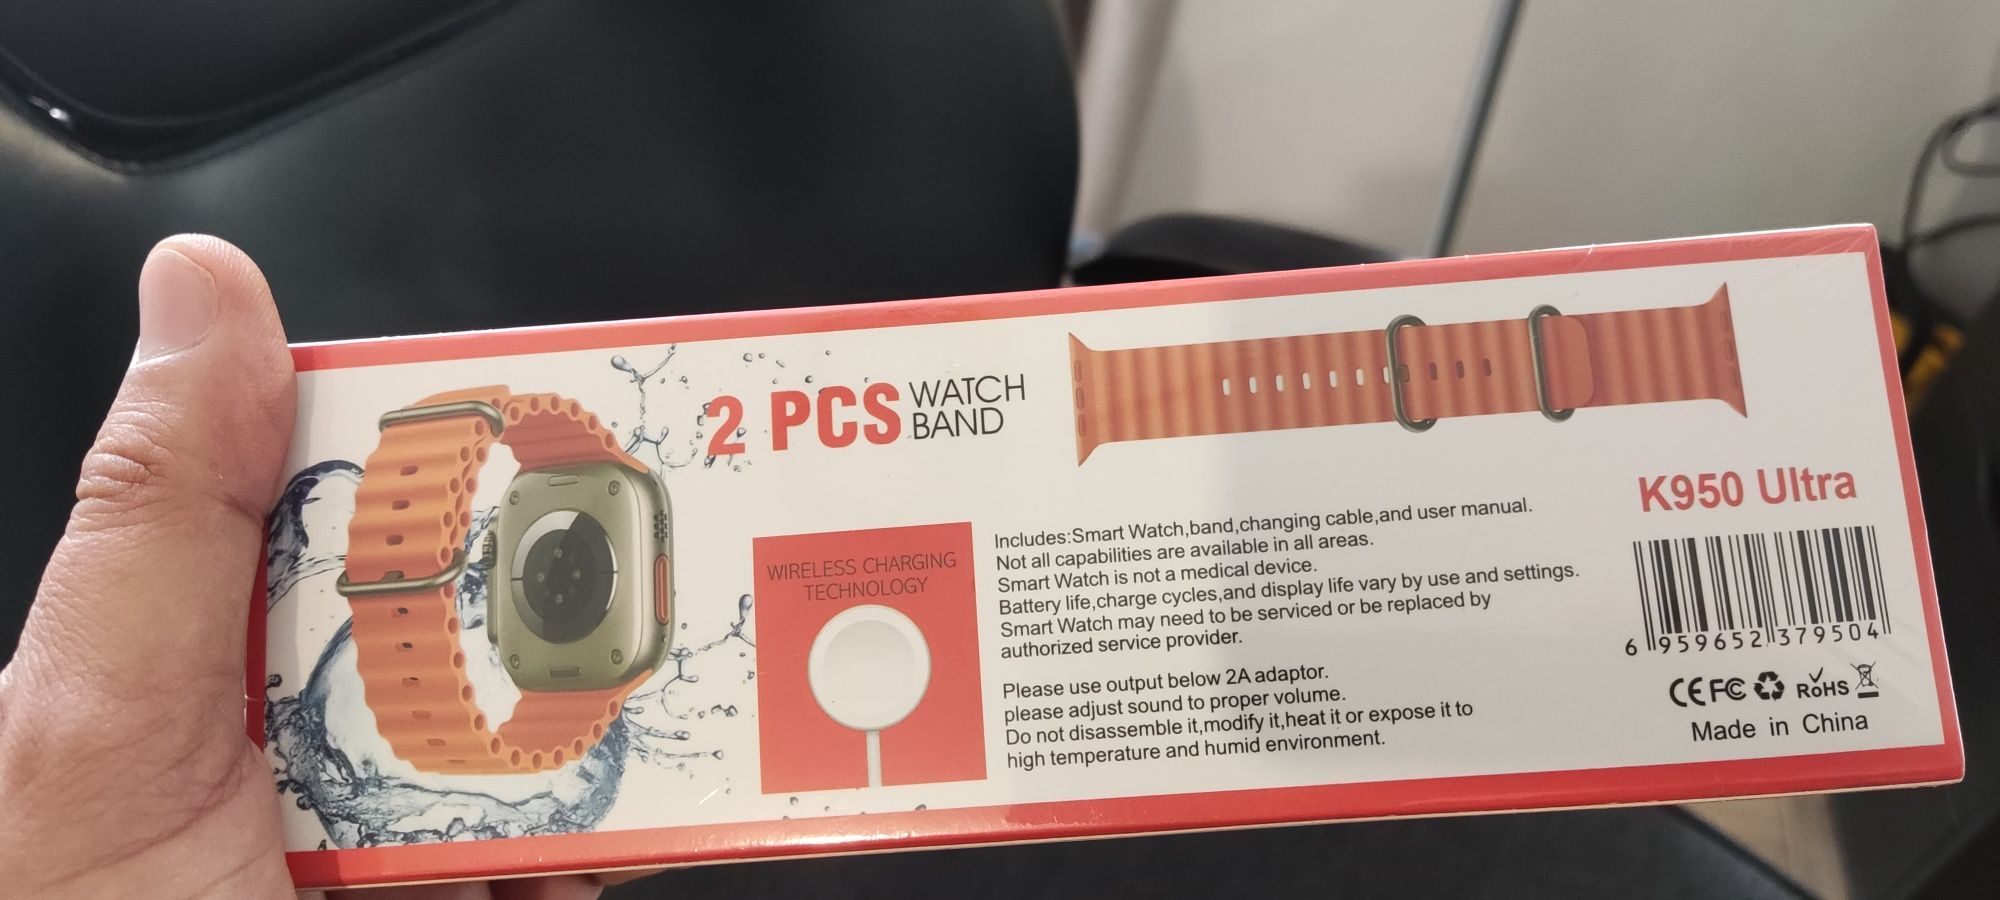 2 PCS WATCH
BAND
WIRELESS CHARGING
TECHNOLOGY
Includes:Smart Watch,band,changing cable,and user manual.
Not all capabilities are available in all areas.
Smart Watch is not a medical device.
Battery life,charge cycles,and display life vary by use and settings.
Smart Watch may need to be serviced or be replaced by
authorized service provider.
Please use output below 2A adaptor.
please adjust sound to proper volume.
Do not disassemble it,modify it,heat it or expose it to
high temperature and humid environment.
K950 Ultra
6 959652 379504
CE FC RoHS
Made in China